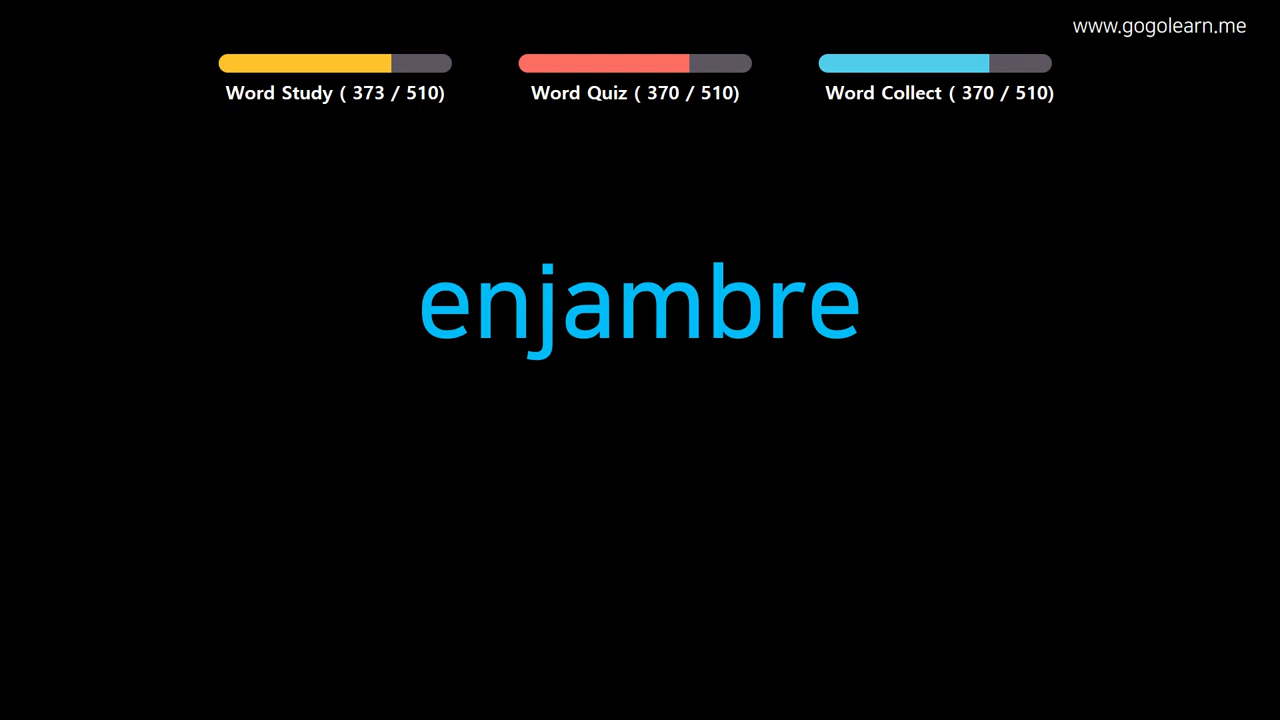 www.gogolearn.me
Word Study ( 373 / 510)
Word Quiz ( 370 / 510)
Word Collect ( 370 / 510)
enjambre